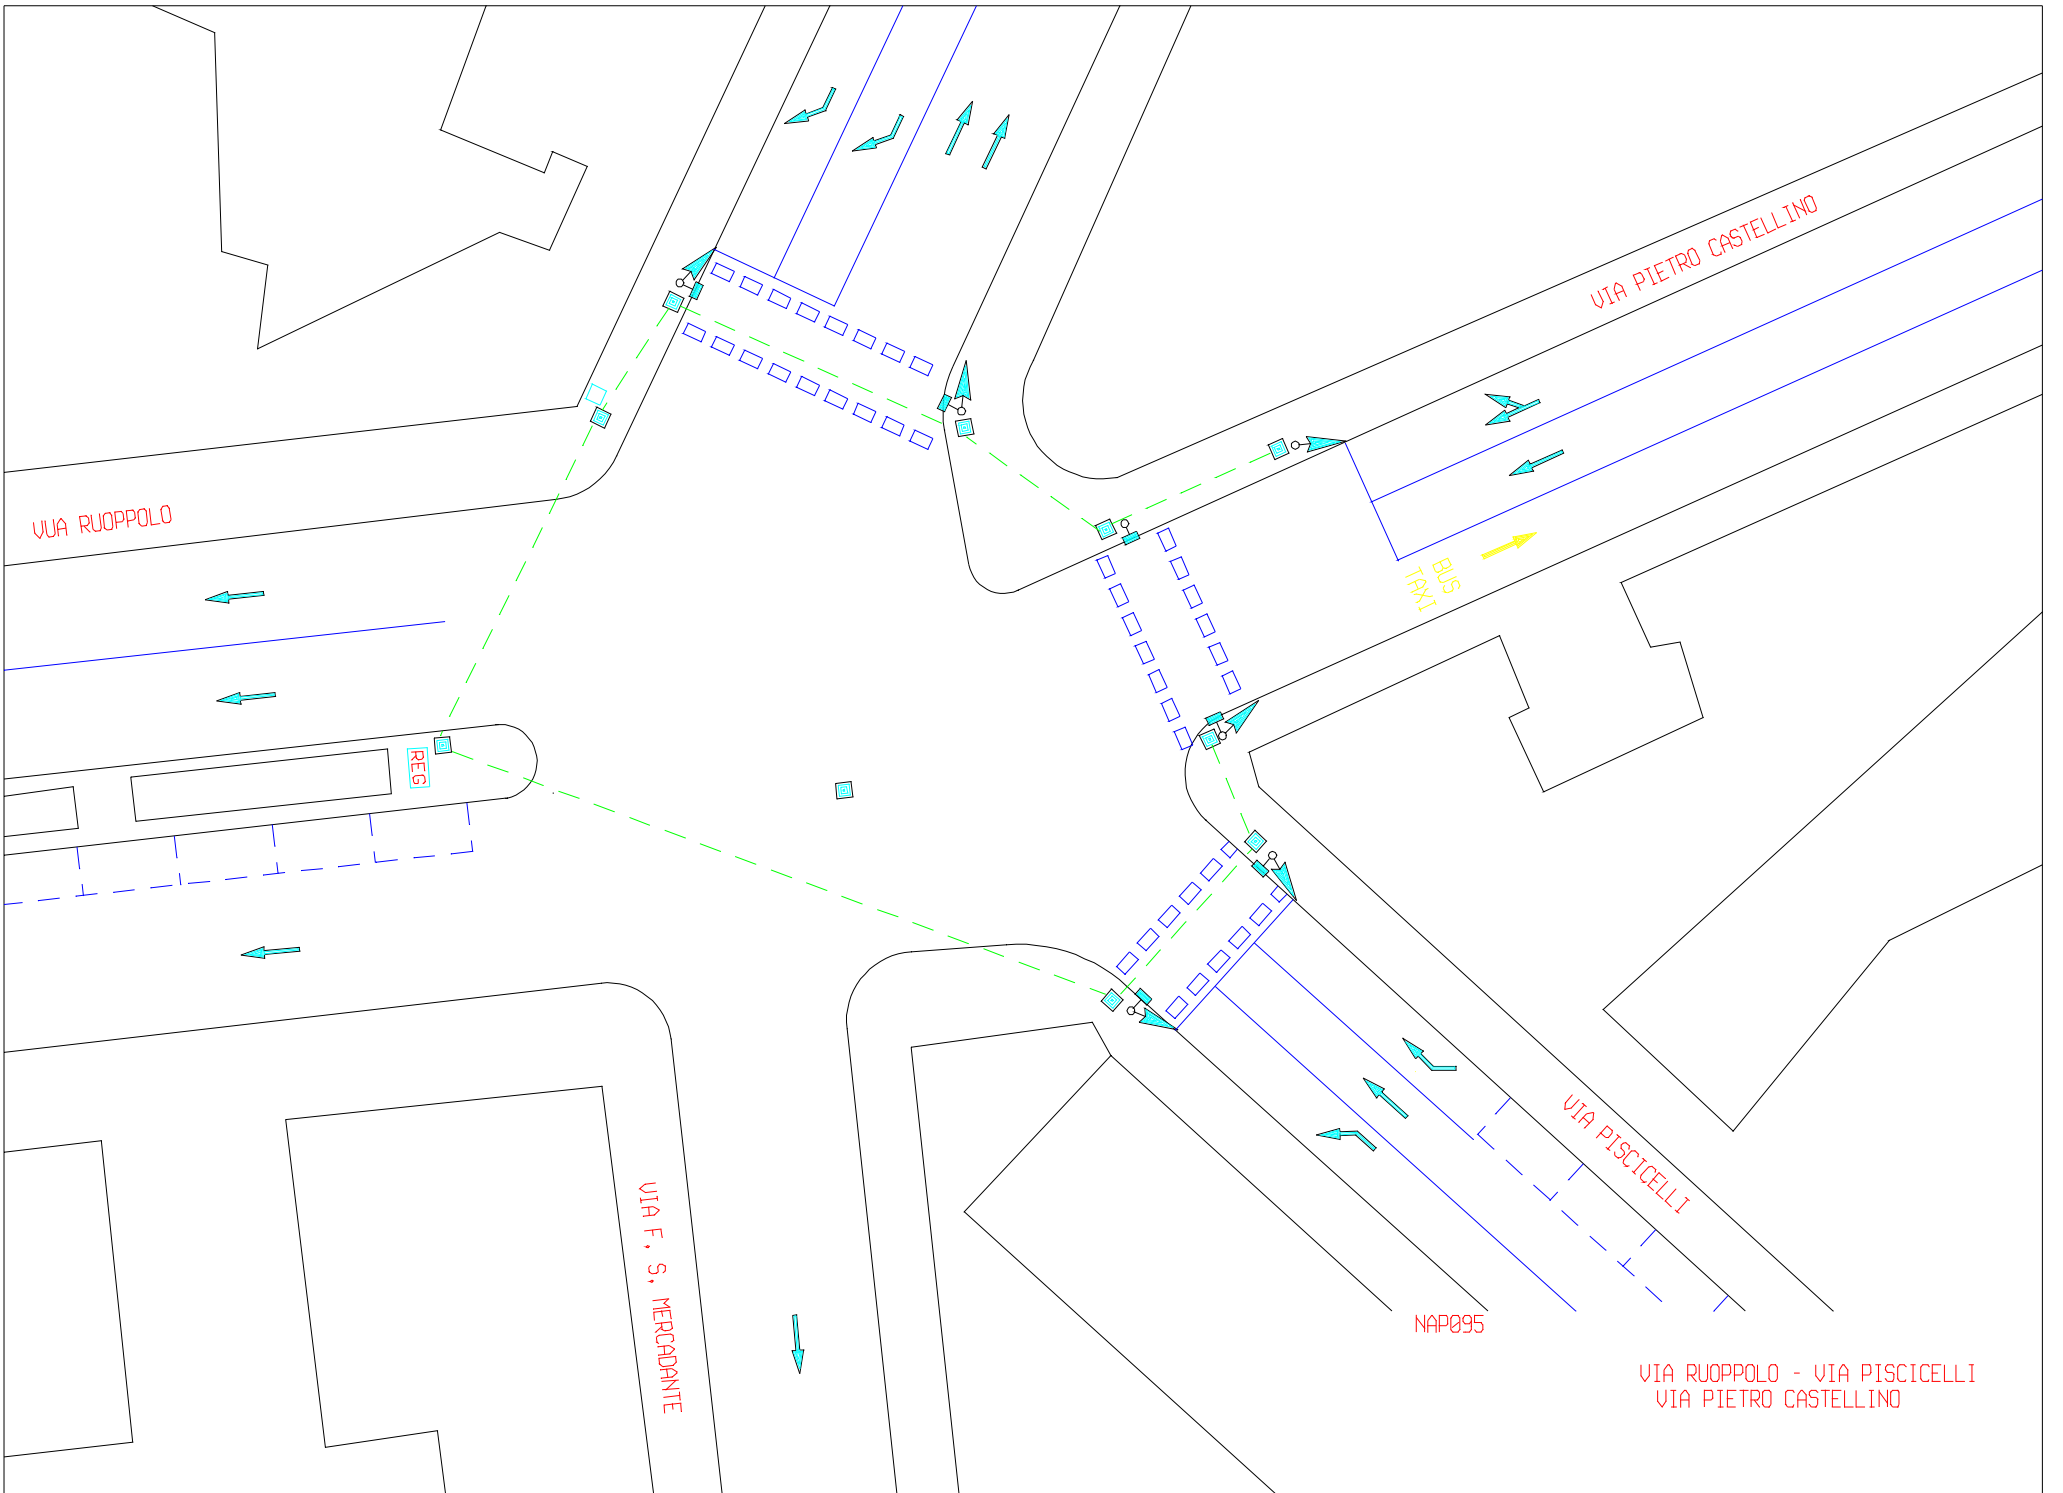 VIA PIETRO CASTELLINO
VUA RUOPPOLO
BUS
TAXI
REG
VIA PISCICELLI
VIA F. S. MERCADANTE
NAP095
VIA RUOPPOLO - VIA PISCICELLI
VIA PIETRO CASTELLINO